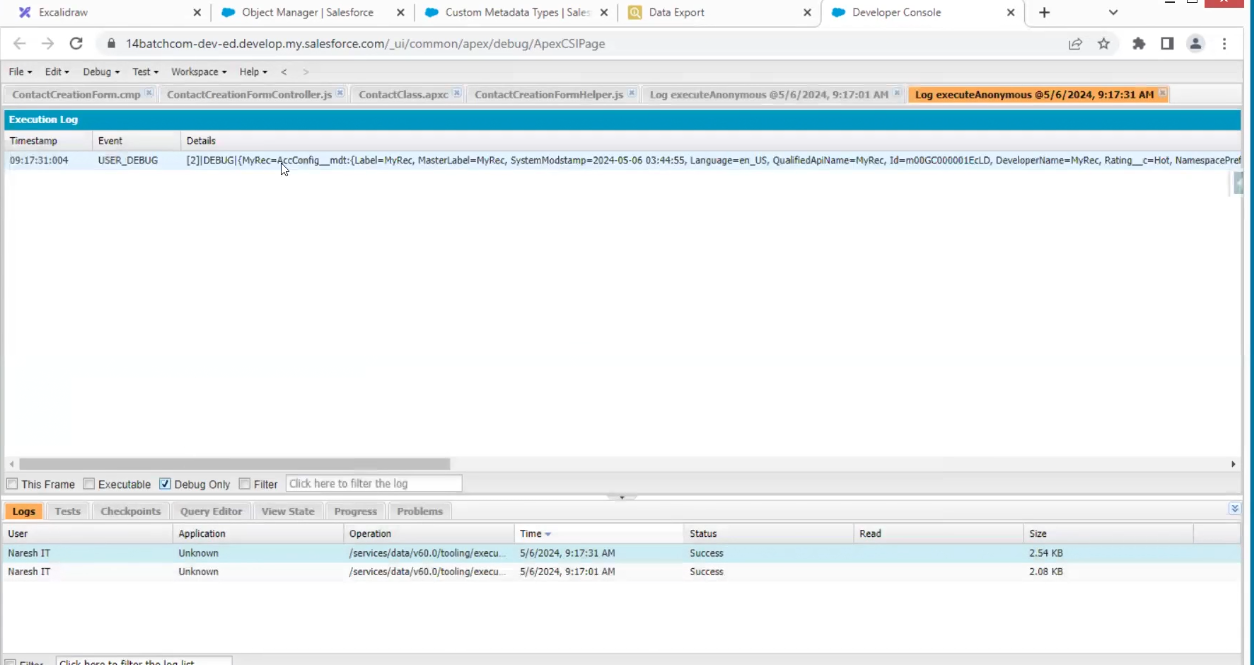 Excalidraw
Object Manager | Salesforce
Custom Metadata Types | Sales
Data Export
Developer Console
14batchcom-dev-ed.develop.my.salesforce.com/_ui/common/apex/debug/ApexCSIPage
File Edit Debug Test Workspace Help < >
ContactCreationForm.cmp ContactCreationFormController.js ContactClass.apxc ContactCreationFormHelper.js Log executeAnonymous @5/6/2024, 9:17:01 AM Log executeAnonymous @5/6/2024, 9:17:31 AM
Execution Log
Timestamp Event Details
09:17:31:004 USER_DEBUG [2]|DEBUG|{MyRec=AccConfig__mdt:{Label=MyRec, MasterLabel=MyRec, SystemModstamp=2024-05-06 03:44:55, Language=en_US, QualifiedApiName=MyRec, Id=m00GC000001EcLD, DeveloperName=MyRec, Rating__c=Hot, NamespacePref
This Frame Executable Debug Only Filter Click here to filter the log
Logs Tests Checkpoints Query Editor View State Progress Problems
User Application Operation Time Status Read Size
Naresh IT Unknown /services/data/v60.0/tooling/execu... 5/6/2024, 9:17:31 AM Success 2.54 KB
Naresh IT Unknown /services/data/v60.0/tooling/execu... 5/6/2024, 9:17:01 AM Success 2.08 KB
Filter Click here to filter the log list